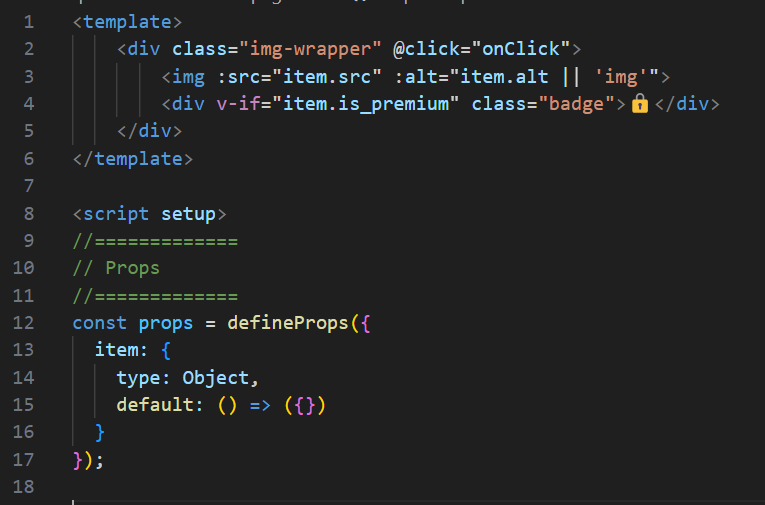 1 <template>
2     <div class="img-wrapper" @click="onClick">
3         <img :src="item.src" :alt="item.alt || 'img'">
4         <div v-if="item.is_premium" class="badge">🔒</div>
5     </div>
6 </template>
7
8 <script setup>
9 //=============
10 // Props
11 //=============
12 const props = defineProps({
13   item: {
14     type: Object,
15     default: () => ({})
16   }
17 });
18